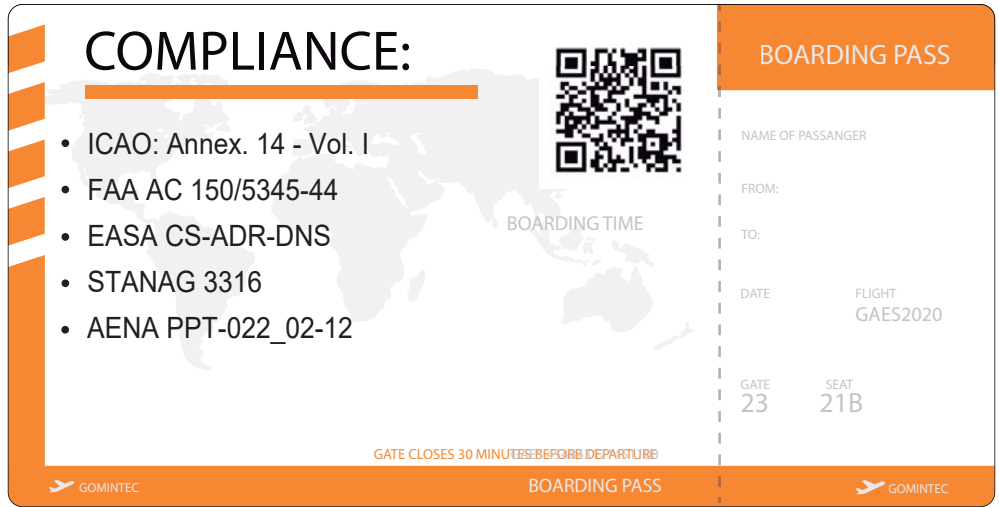 COMPLIANCE:
• ICAO: Annex. 14 - Vol. I
• FAA AC 150/5345-44
• EASA CS-ADR-DNS
• STANAG 3316
• AENA PPT-022_02-12
BOARDING TIME
GATE CLOSES 30 MINUTES BEFORE DEPARTURE
GOMINTEC
BOARDING PASS
BOARDING PASS
NAME OF PASSANGER
FROM:
TO:
DATE FLIGHT
GAES2020
GATE SEAT
23 21B
GOMINTEC